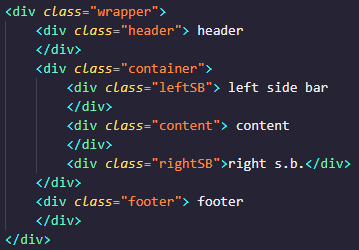 <div class="wrapper">
    <div class="header"> header
    </div>
    <div class="container">
        <div class="leftSB"> left side bar
        </div>
        <div class="content"> content
        </div>
        <div class="rightSB">right s.b.</div>
    </div>
    <div class="footer"> footer
    </div>
</div>